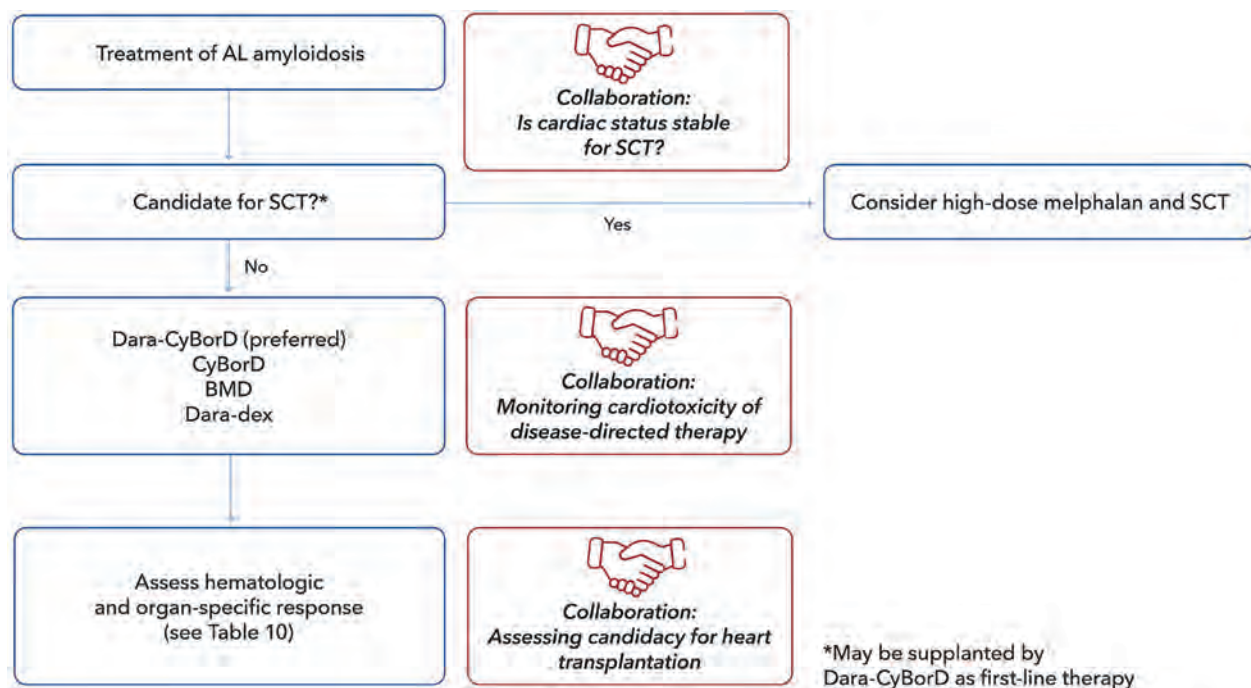 Treatment of AL amyloidosis
Collaboration:
Is cardiac status stable
for SCT?
Candidate for SCT?*
Yes
Consider high-dose melphalan and SCT
No
Dara-CyBorD (preferred)
CyBorD
BMD
Dara-dex
Collaboration:
Monitoring cardiotoxicity of
disease-directed therapy
Assess hematologic
and organ-specific response
(see Table 10)
Collaboration:
Assessing candidacy for heart
transplantation
*May be supplanted by
Dara-CyBorD as first-line therapy